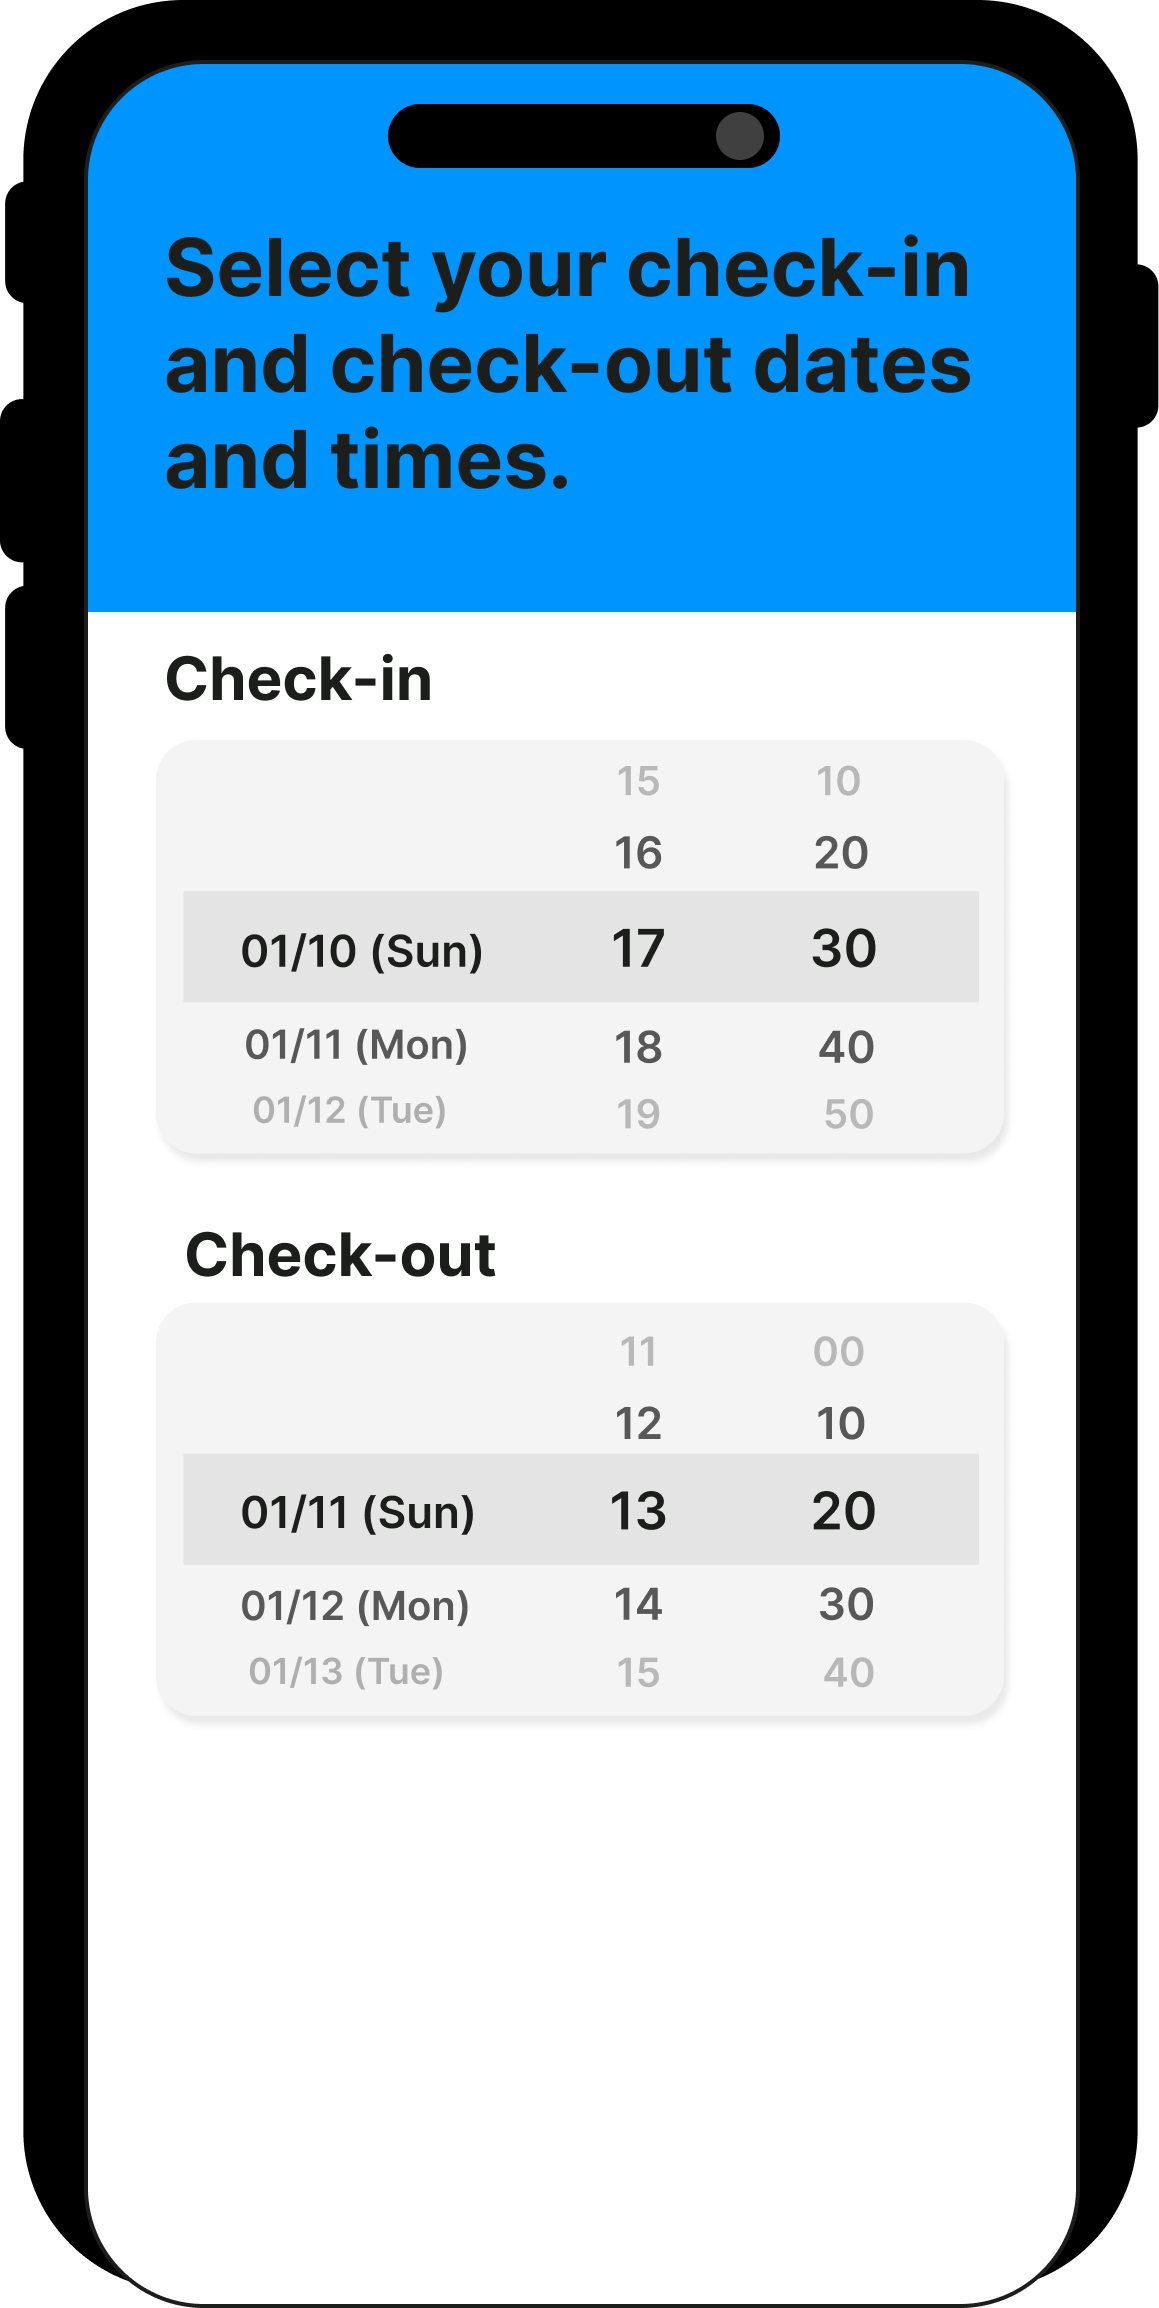 Select your check-in
and check-out dates
and times.
Check-in
15 10
16 20
01/10 (Sun) 17 30
01/11 (Mon) 18 40
01/12 (Tue) 19 50
Check-out
11 00
12 10
01/11 (Sun) 13 20
01/12 (Mon) 14 30
01/13 (Tue) 15 40